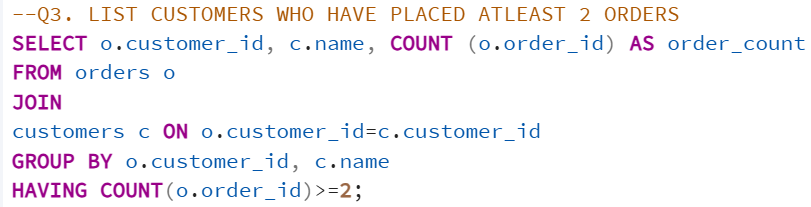 --Q3. LIST CUSTOMERS WHO HAVE PLACED ATLEAST 2 ORDERS
SELECT o.customer_id, c.name, COUNT (o.order_id) AS order_count
FROM orders o
JOIN
customers c ON o.customer_id=c.customer_id
GROUP BY o.customer_id, c.name
HAVING COUNT(o.order_id)>=2;